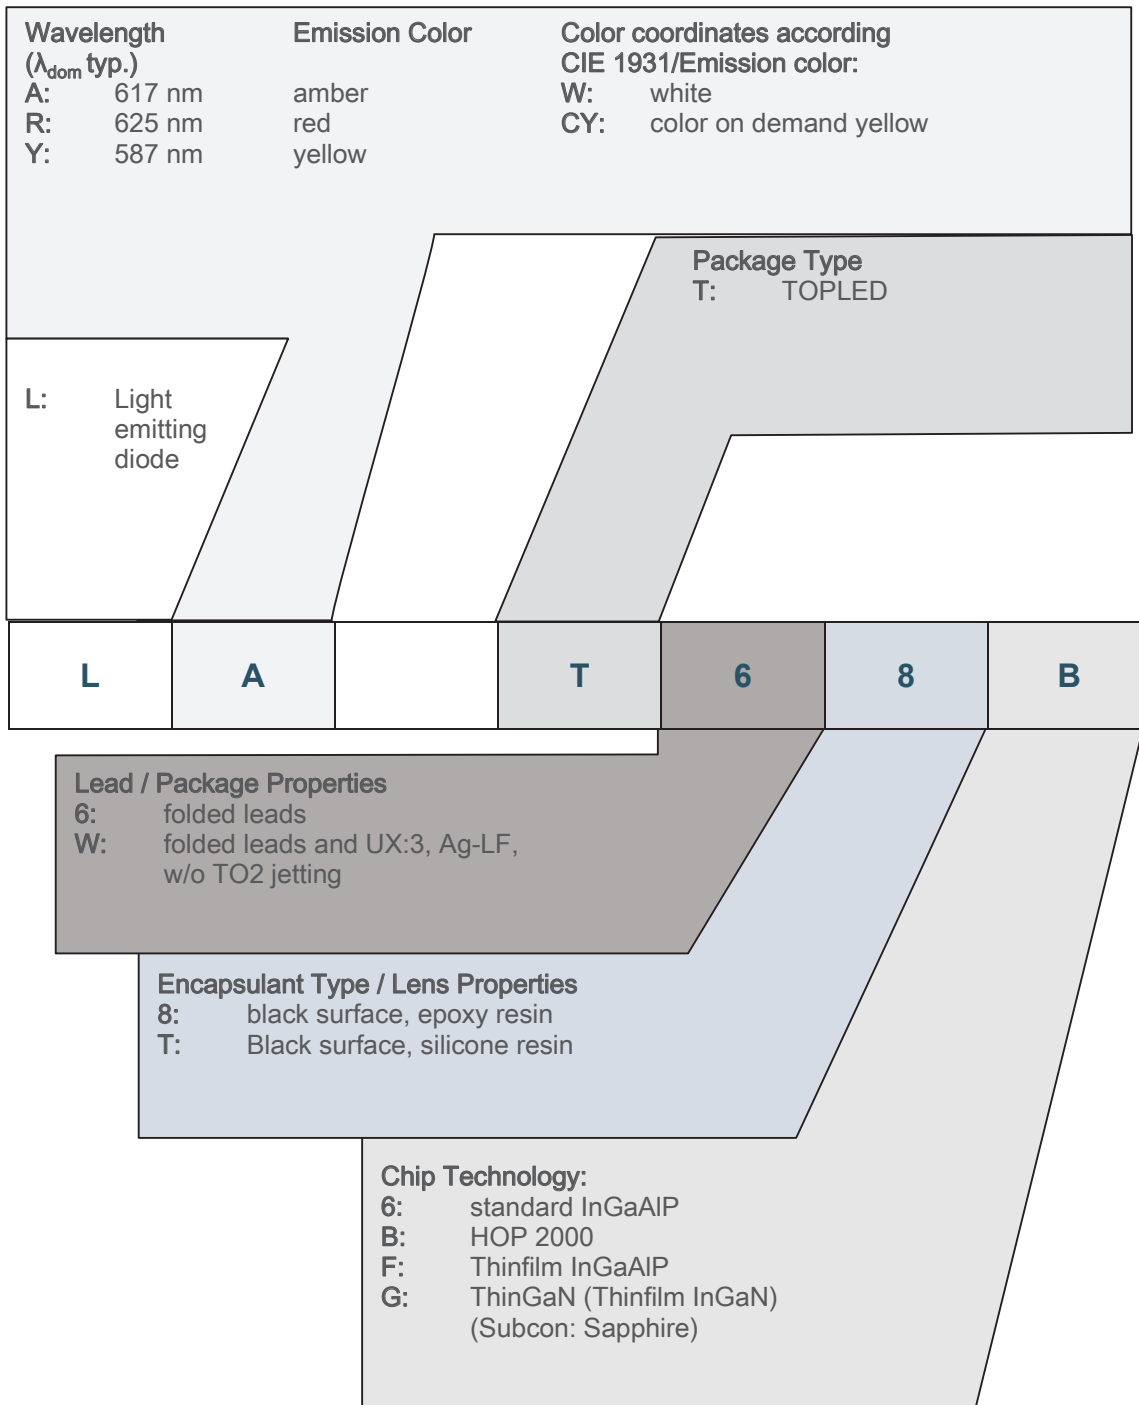 Wavelength Emission Color Color coordinates according
(λdom typ.) CIE 1931/Emission color:
A: 617 nm amber W: white
R: 625 nm red CY: color on demand yellow
Y: 587 nm yellow
Package Type
T: TOPLED
L: Light
emitting
diode
L A T 6 8 B
Lead / Package Properties
6: folded leads
W: folded leads and UX:3, Ag-LF,
w/o TO2 jetting
Encapsulant Type / Lens Properties
8: black surface, epoxy resin
T: Black surface, silicone resin
Chip Technology:
6: standard InGaAlP
B: HOP 2000
F: Thinfilm InGaAlP
G: ThinGaN (Thinfilm InGaN)
(Subcon: Sapphire)